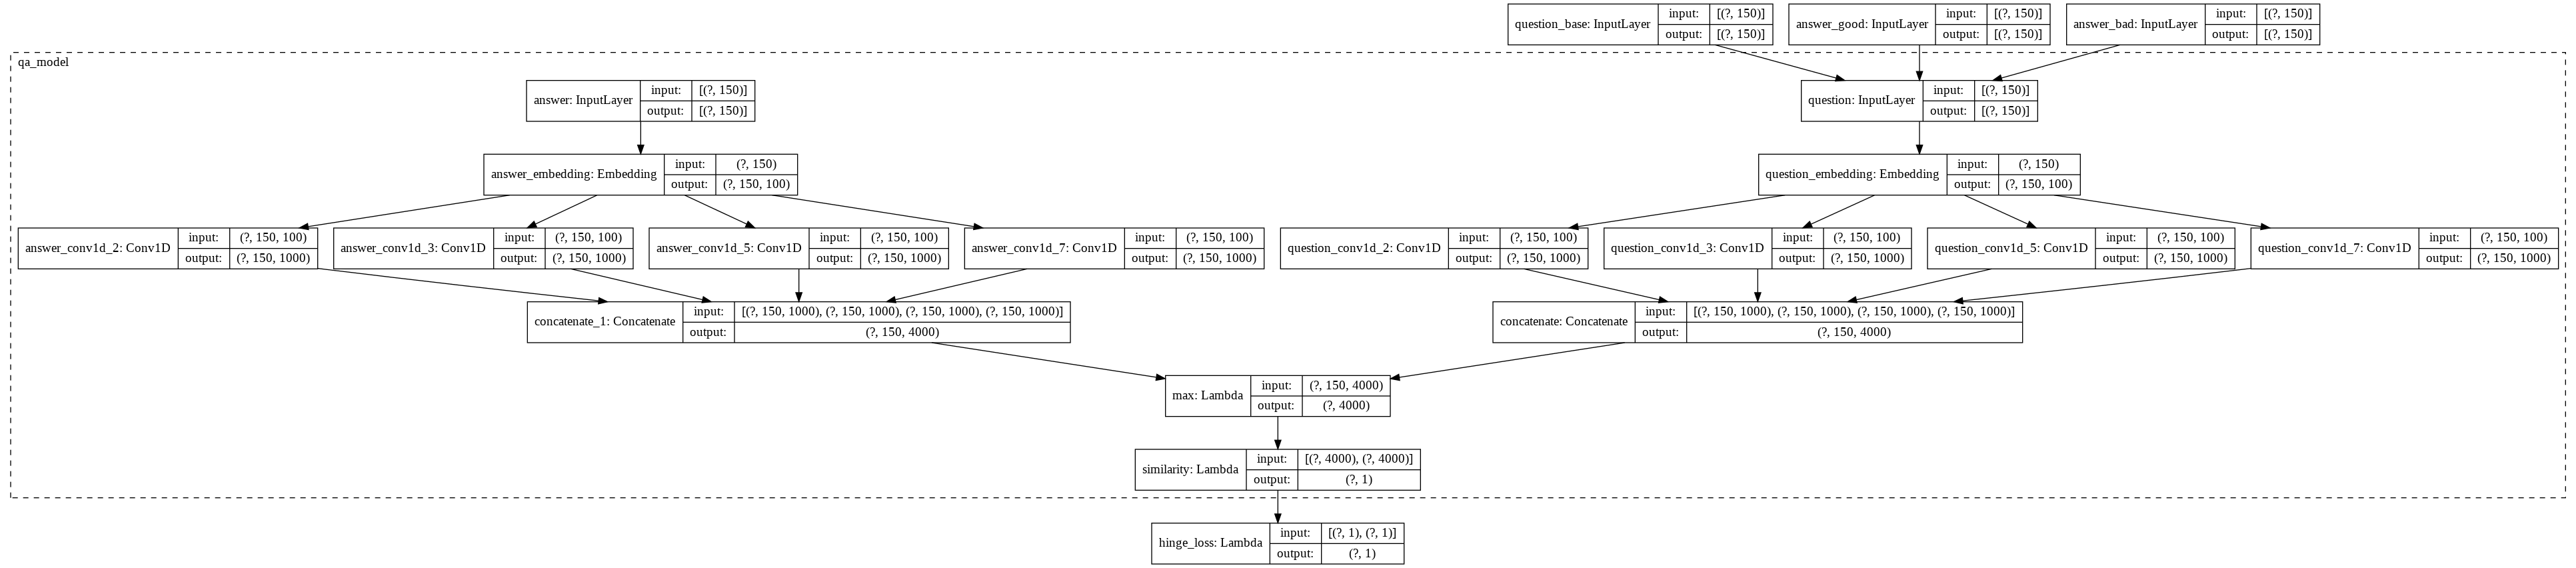 question_base: InputLayer
input: [(?, 150)]
output: [(?, 150)]
answer_good: InputLayer
input: [(?, 150)]
output: [(?, 150)]
answer_bad: InputLayer
input: [(?, 150)]
output: [(?, 150)]
qa_model
answer: InputLayer
input: [(?, 150)]
output: [(?, 150)]
question: InputLayer
input: [(?, 150)]
output: [(?, 150)]
answer_embedding: Embedding
input: (?, 150)
output: (?, 150, 100)
question_embedding: Embedding
input: (?, 150)
output: (?, 150, 100)
answer_conv1d_2: Conv1D
input: (?, 150, 100)
output: (?, 150, 1000)
answer_conv1d_3: Conv1D
input: (?, 150, 100)
output: (?, 150, 1000)
answer_conv1d_5: Conv1D
input: (?, 150, 100)
output: (?, 150, 1000)
answer_conv1d_7: Conv1D
input: (?, 150, 100)
output: (?, 150, 1000)
question_conv1d_2: Conv1D
input: (?, 150, 100)
output: (?, 150, 1000)
question_conv1d_3: Conv1D
input: (?, 150, 100)
output: (?, 150, 1000)
question_conv1d_5: Conv1D
input: (?, 150, 100)
output: (?, 150, 1000)
question_conv1d_7: Conv1D
input: (?, 150, 100)
output: (?, 150, 1000)
concatenate_1: Concatenate
input: [(?, 150, 1000), (?, 150, 1000), (?, 150, 1000), (?, 150, 1000)]
output: (?, 150, 4000)
concatenate: Concatenate
input: [(?, 150, 1000), (?, 150, 1000), (?, 150, 1000), (?, 150, 1000)]
output: (?, 150, 4000)
max: Lambda
input: (?, 150, 4000)
output: (?, 4000)
similarity: Lambda
input: [(?, 4000), (?, 4000)]
output: (?, 1)
hinge_loss: Lambda
input: [(?, 1), (?, 1)]
output: (?, 1)